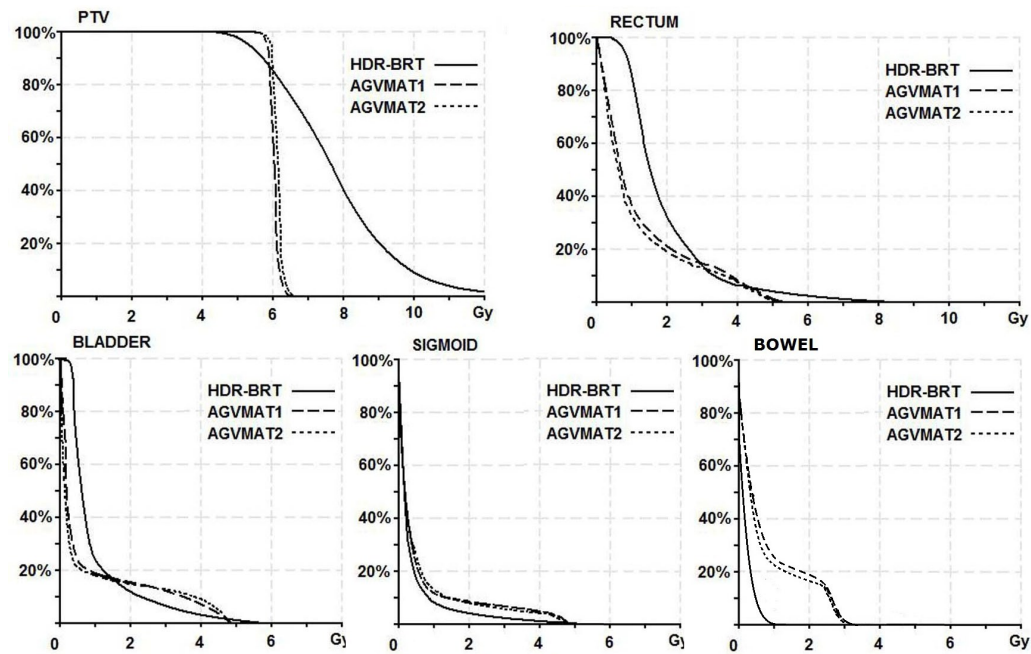 PTV
100%
80%
60%
40%
20%
HDR-BRT
AGVMAT1
AGVMAT2
0 2 4 6 8 10 Gy
RECTUM
100%
80%
60%
40%
20%
HDR-BRT
AGVMAT1
AGVMAT2
0 2 4 6 8 10 Gy
BLADDER
100%
80%
60%
40%
20%
HDR-BRT
AGVMAT1
AGVMAT2
0 2 4 6 Gy
SIGMOID
100%
80%
60%
40%
20%
HDR-BRT
AGVMAT1
AGVMAT2
0 2 4 6 Gy
BOWEL
100%
80%
60%
40%
20%
HDR-BRT
AGVMAT1
AGVMAT2
0 2 4 6 Gy